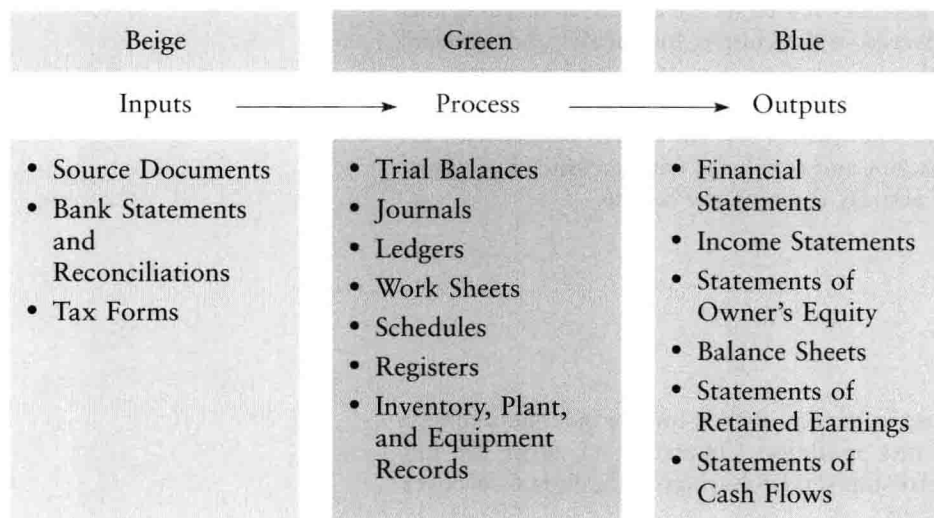 Beige
Green
Blue
Inputs
Process
Outputs
• Source Documents
• Bank Statements
and
Reconciliations
• Tax Forms
• Trial Balances
• Journals
• Ledgers
• Work Sheets
• Schedules
• Registers
• Inventory, Plant,
and Equipment
Records
• Financial
Statements
• Income Statements
• Statements of
Owner's Equity
• Balance Sheets
• Statements of
Retained Earnings
• Statements of
Cash Flows